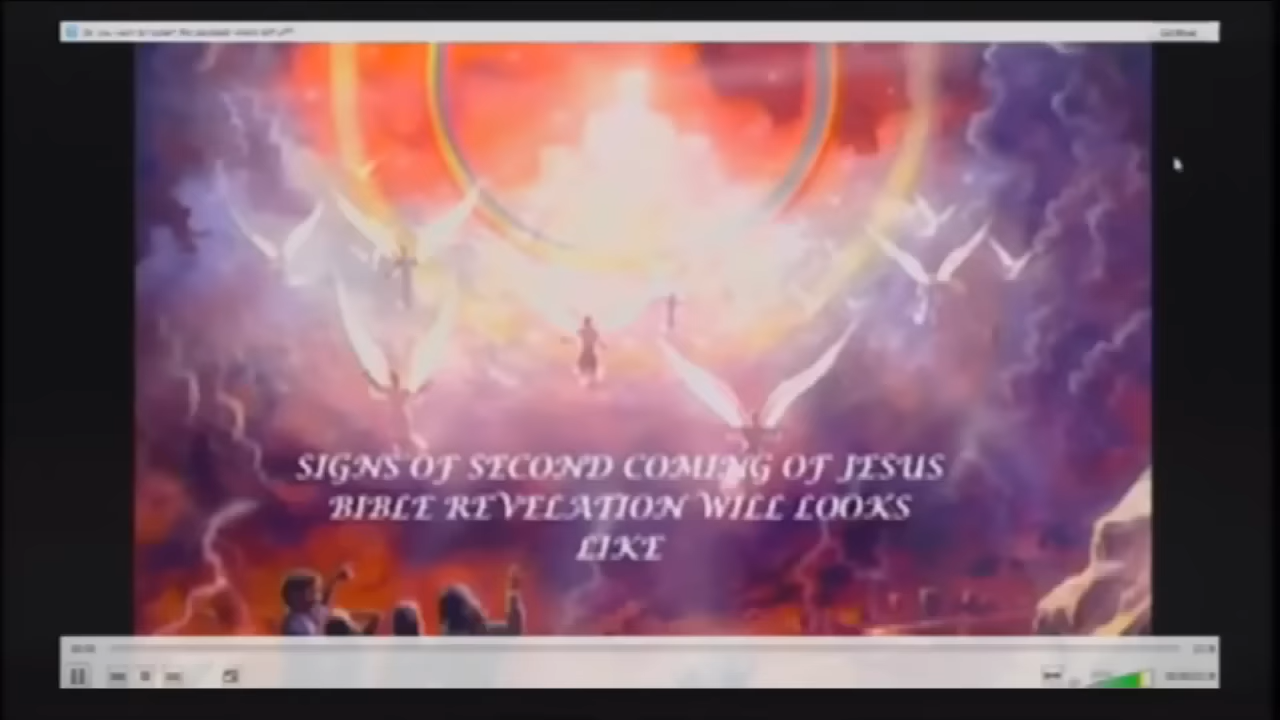 SIGNS OF SECOND COMING OF JESUS
BIBLE REVELATION WILL LOOKS
LIKE